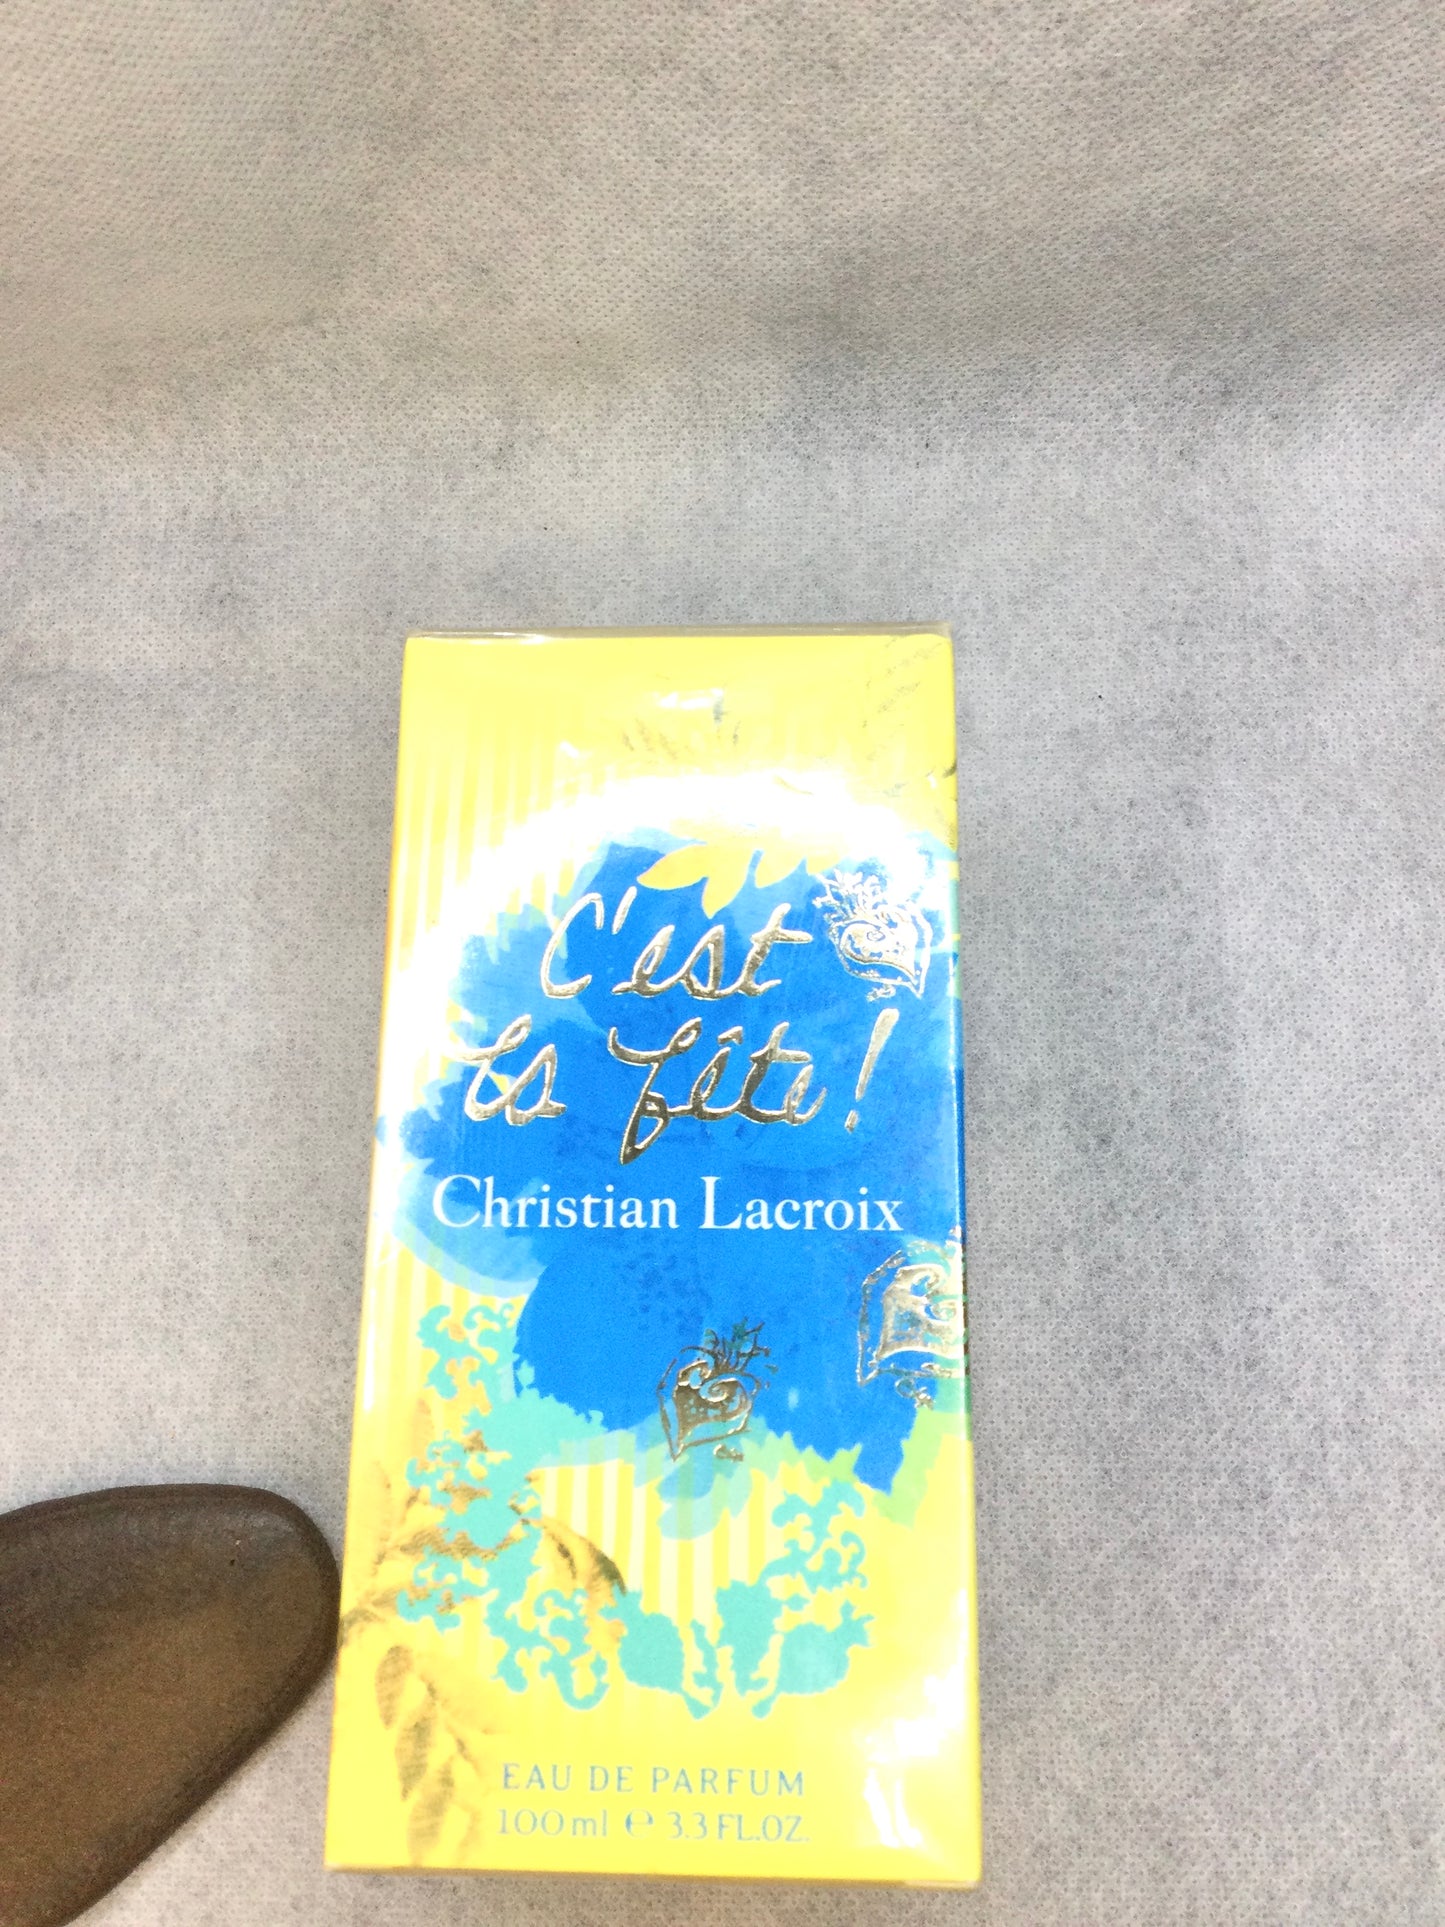 C'est
la fête!
Christian Lacroix
EAU DE PARFUM
100ml ℮ 3.3 FL.OZ.